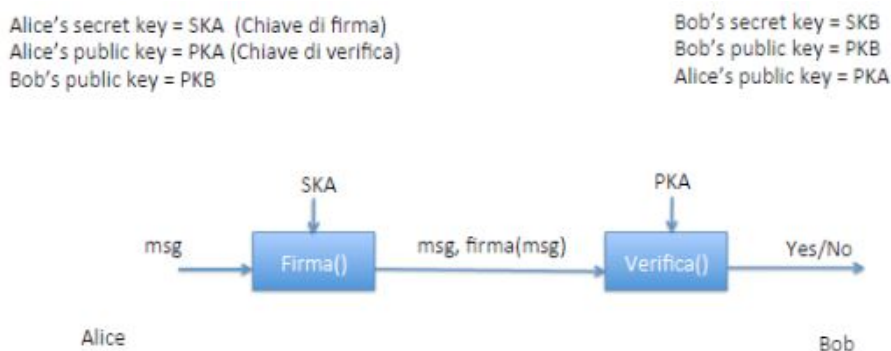 Alice's secret key = SKA (Chiave di firma)
Alice's public key = PKA (Chiave di verifica)
Bob's public key = PKB
Bob's secret key = SKB
Bob's public key = PKB
Alice's public key = PKA
SKA
PKA
msg
Firma()
msg, firma(msg)
Verifica()
Yes/No
Alice
Bob